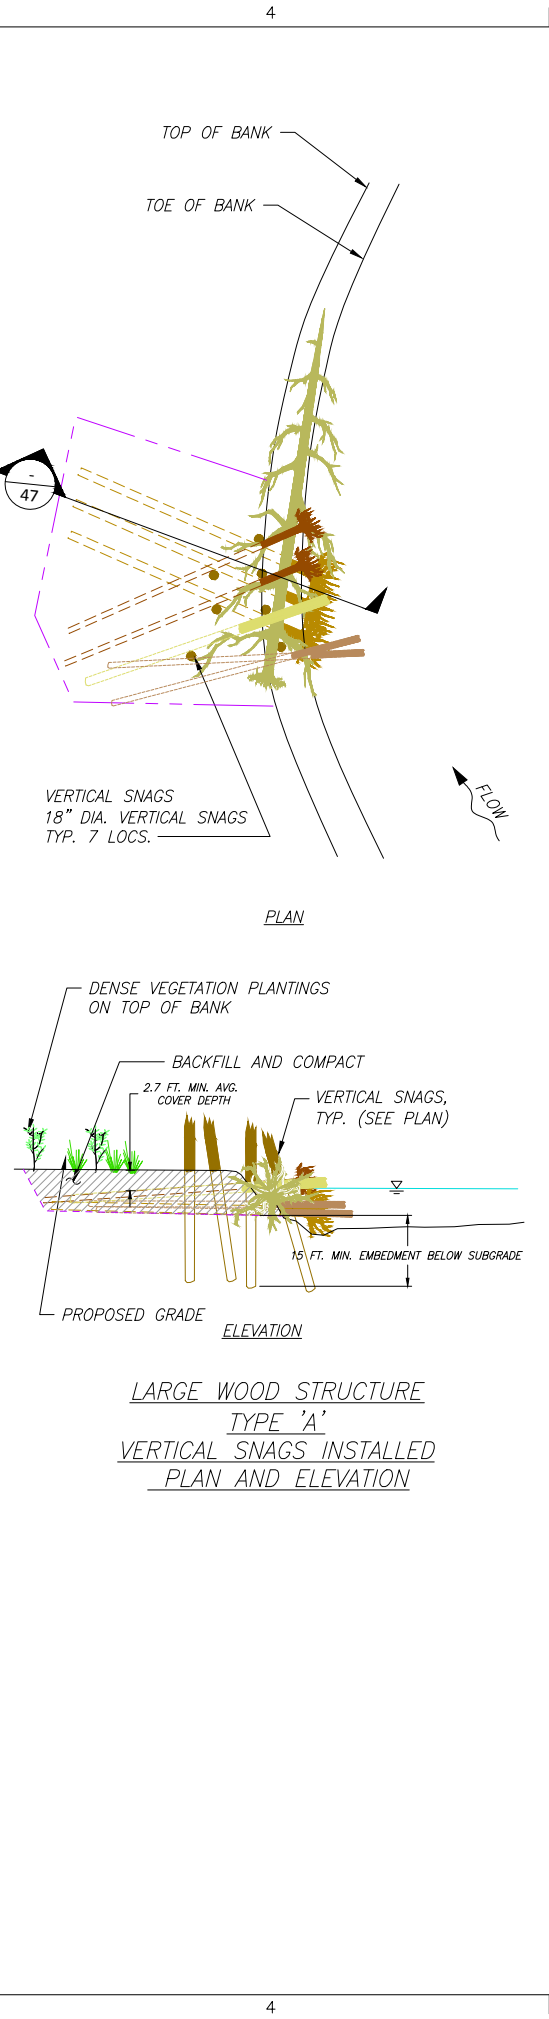 4
TOP OF BANK
TOE OF BANK
-
47
VERTICAL SNAGS
18" DIA. VERTICAL SNAGS
TYP. 7 LOCS.
FLOW
PLAN
DENSE VEGETATION PLANTINGS
ON TOP OF BANK
BACKFILL AND COMPACT
2.7 FT. MIN. AVG.
COVER DEPTH
VERTICAL SNAGS,
TYP. (SEE PLAN)
15 FT. MIN. EMBEDMENT BELOW SUBGRADE
PROPOSED GRADE
ELEVATION
LARGE WOOD STRUCTURE
TYPE 'A'
VERTICAL SNAGS INSTALLED
PLAN AND ELEVATION
4